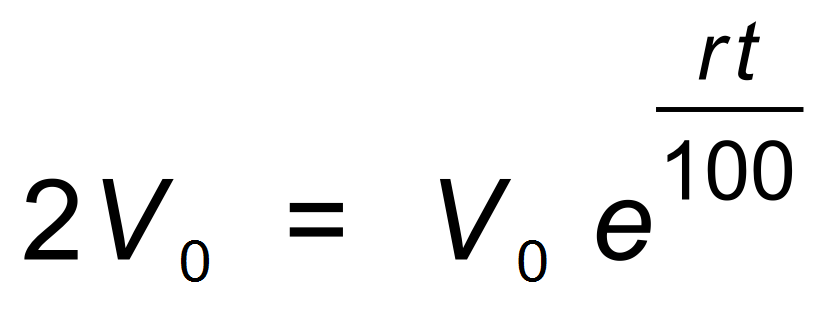 2V₀ = V₀ e^(rt/100)